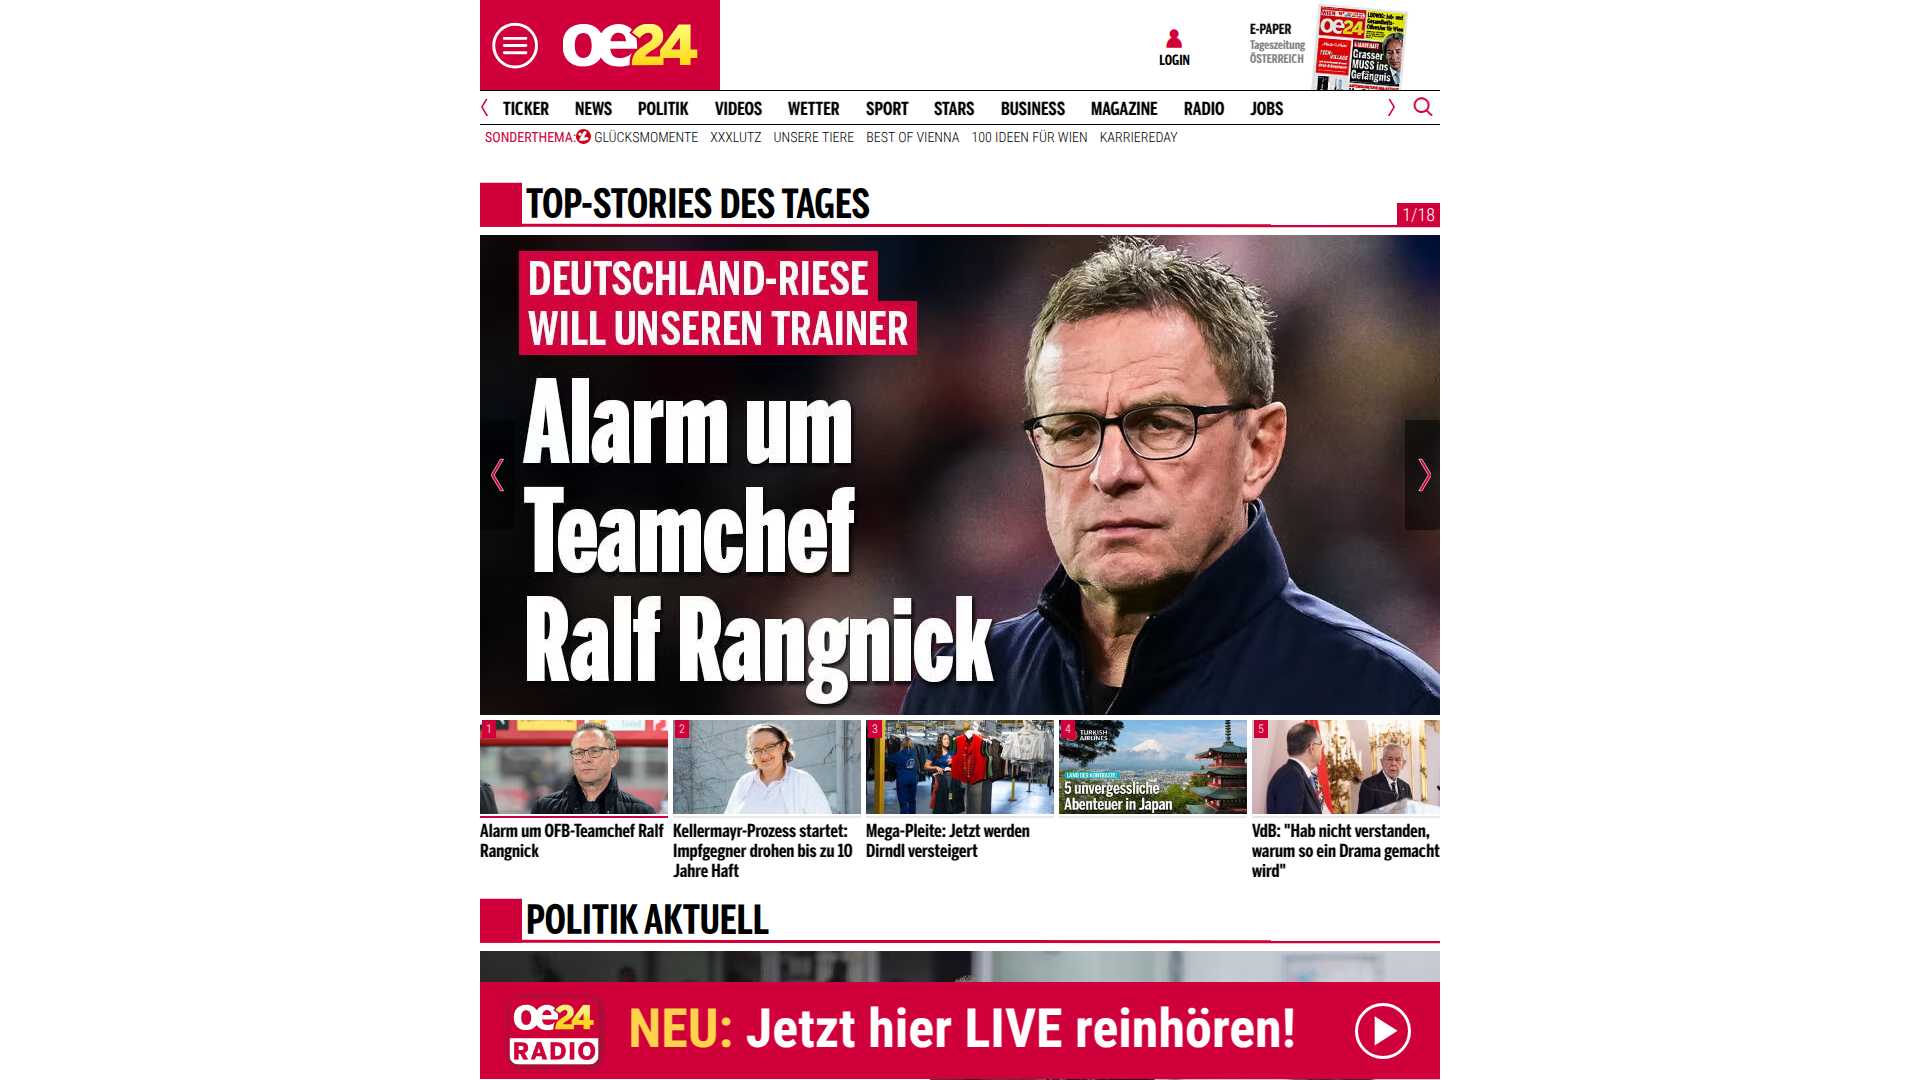 oe24
LOGIN
E-PAPER
Tageszeitung
ÖSTERREICH
oe24
Grasser
MUSS ins
Gefängnis
TICKER NEWS POLITIK VIDEOS WETTER SPORT STARS BUSINESS MAGAZINE RADIO JOBS
SONDERTHEMA: GLÜCKSMOMENTE XXXLUTZ UNSERE TIERE BEST OF VIENNA 100 IDEEN FÜR WIEN KARRIEREDAY
TOP-STORIES DES TAGES
1/18
DEUTSCHLAND-RIESE
WILL UNSEREN TRAINER
Alarm um
Teamchef
Ralf Rangnick
1
2
3
4
TURKISH
AIRLINES
LAND DER KONTRASTE
5 unvergessliche
Abenteuer in Japan
5
Alarm um ÖFB-Teamchef Ralf
Rangnick
Kellermayr-Prozess startet:
Impfgegner drohen bis zu 10
Jahre Haft
Mega-Pleite: Jetzt werden
Dirndl versteigert
VdB: "Hab nicht verstanden,
warum so ein Drama gemacht
wird"
POLITIK AKTUELL
oe24
RADIO
NEU: Jetzt hier LIVE reinhören!